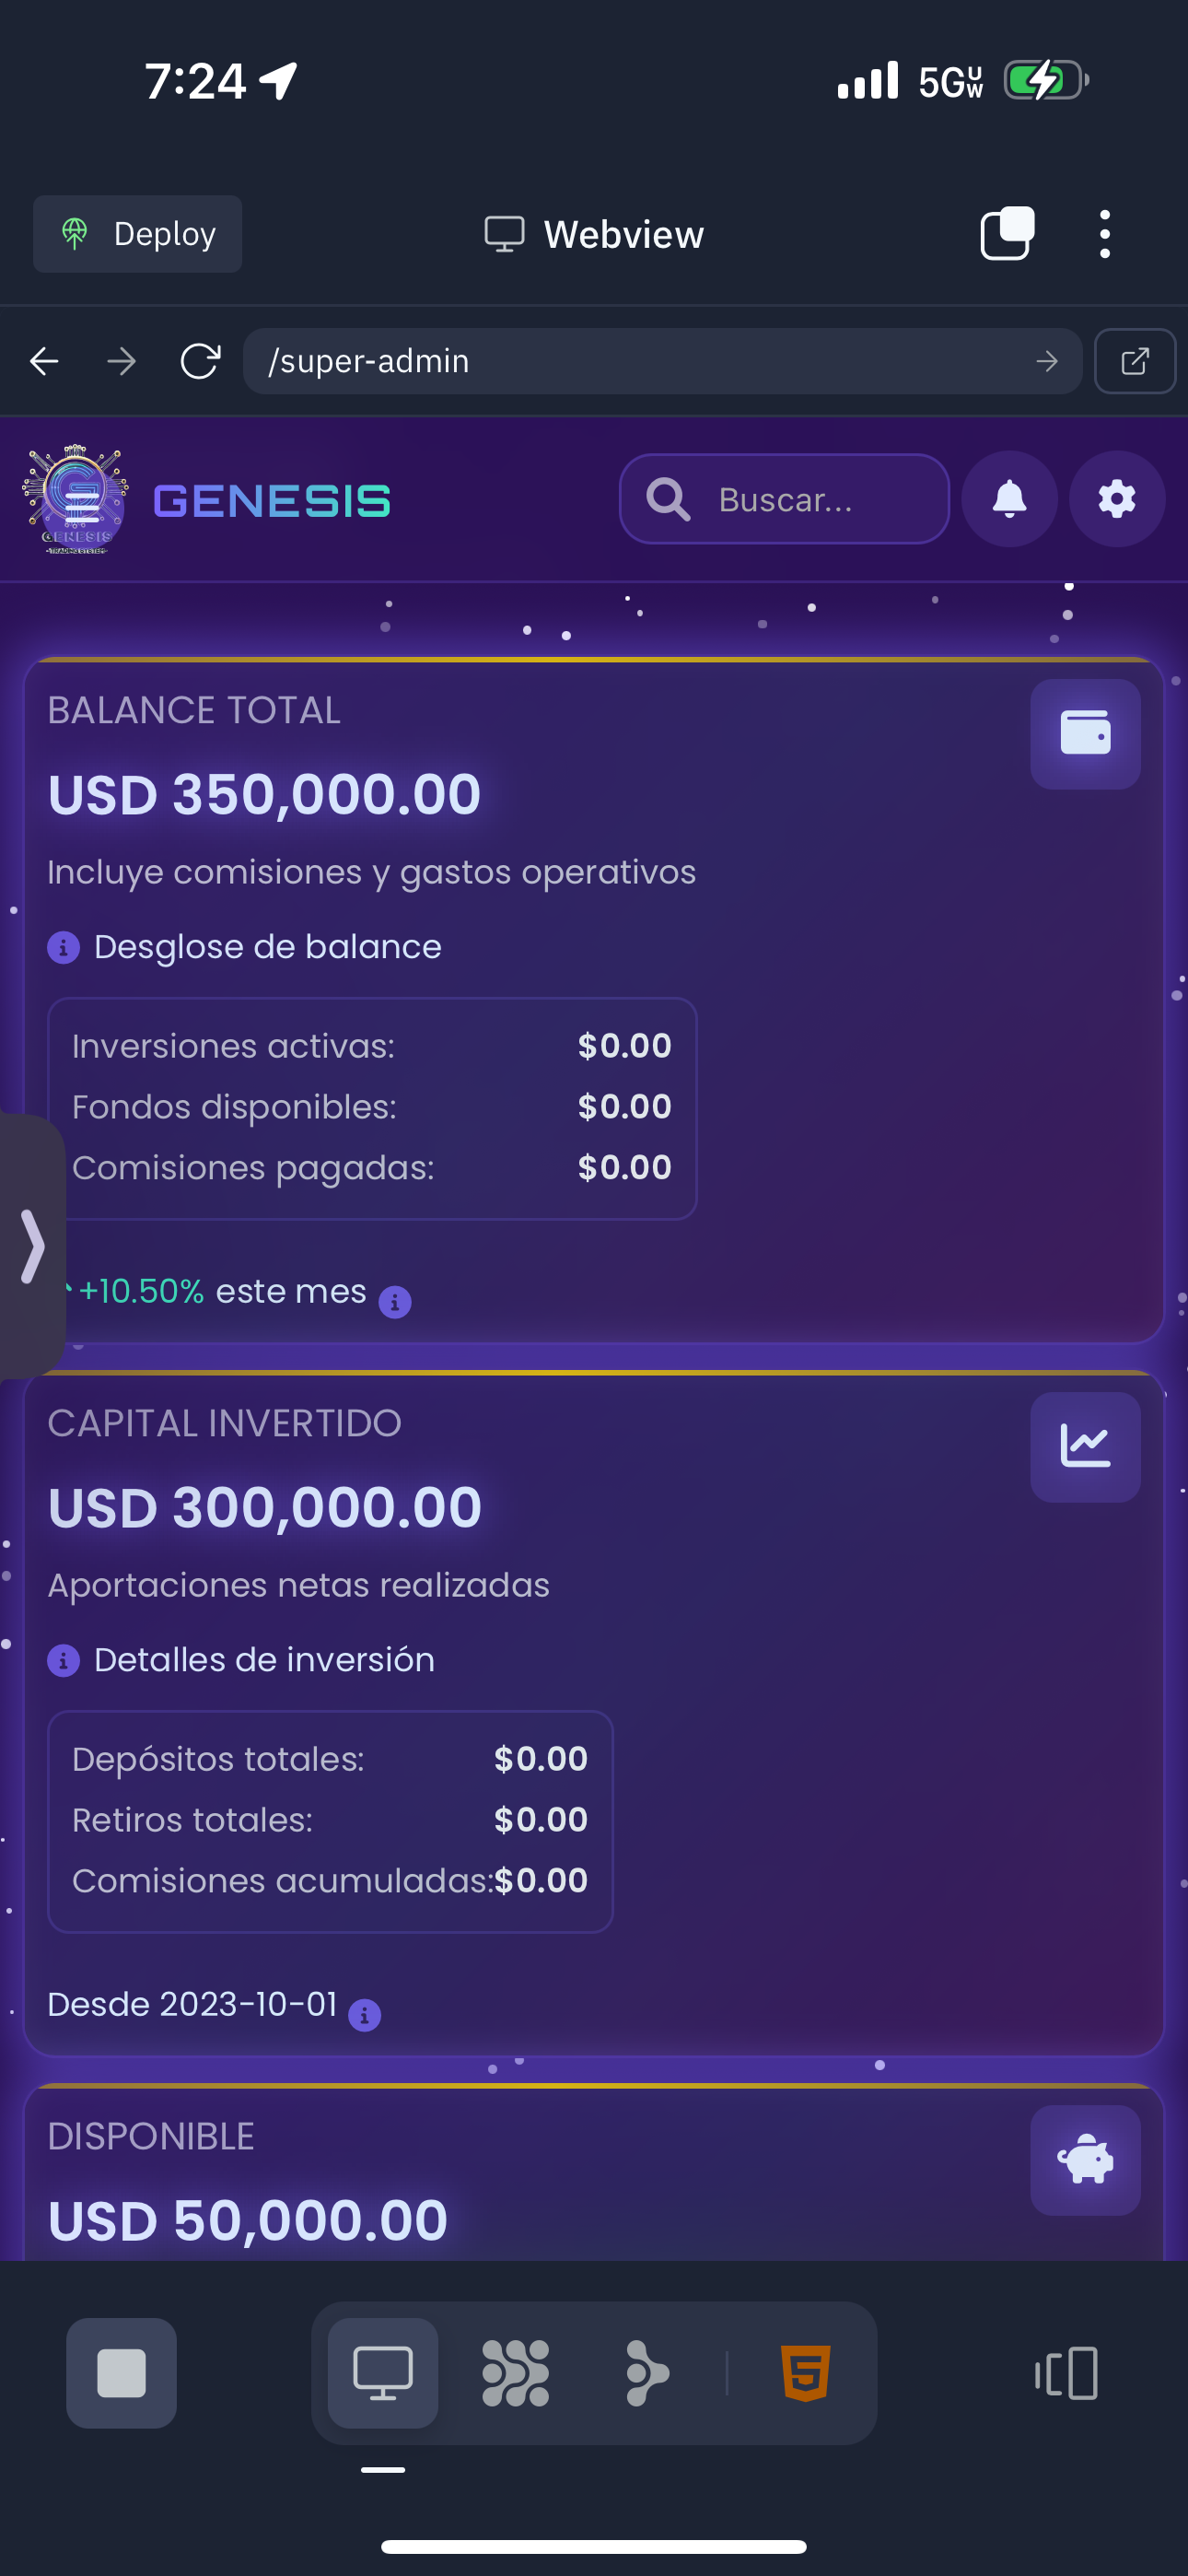 7:24
5G UW
Deploy
Webview
/super-admin
GENESIS
TRADING SYSTEM
GENESIS
Buscar...
BALANCE TOTAL
USD 350,000.00
Incluye comisiones y gastos operativos
Desglose de balance
Inversiones activas: $0.00
Fondos disponibles: $0.00
Comisiones pagadas: $0.00
+10.50% este mes
CAPITAL INVERTIDO
USD 300,000.00
Aportaciones netas realizadas
Detalles de inversión
Depósitos totales: $0.00
Retiros totales: $0.00
Comisiones acumuladas:$0.00
Desde 2023-10-01
DISPONIBLE
USD 50,000.00